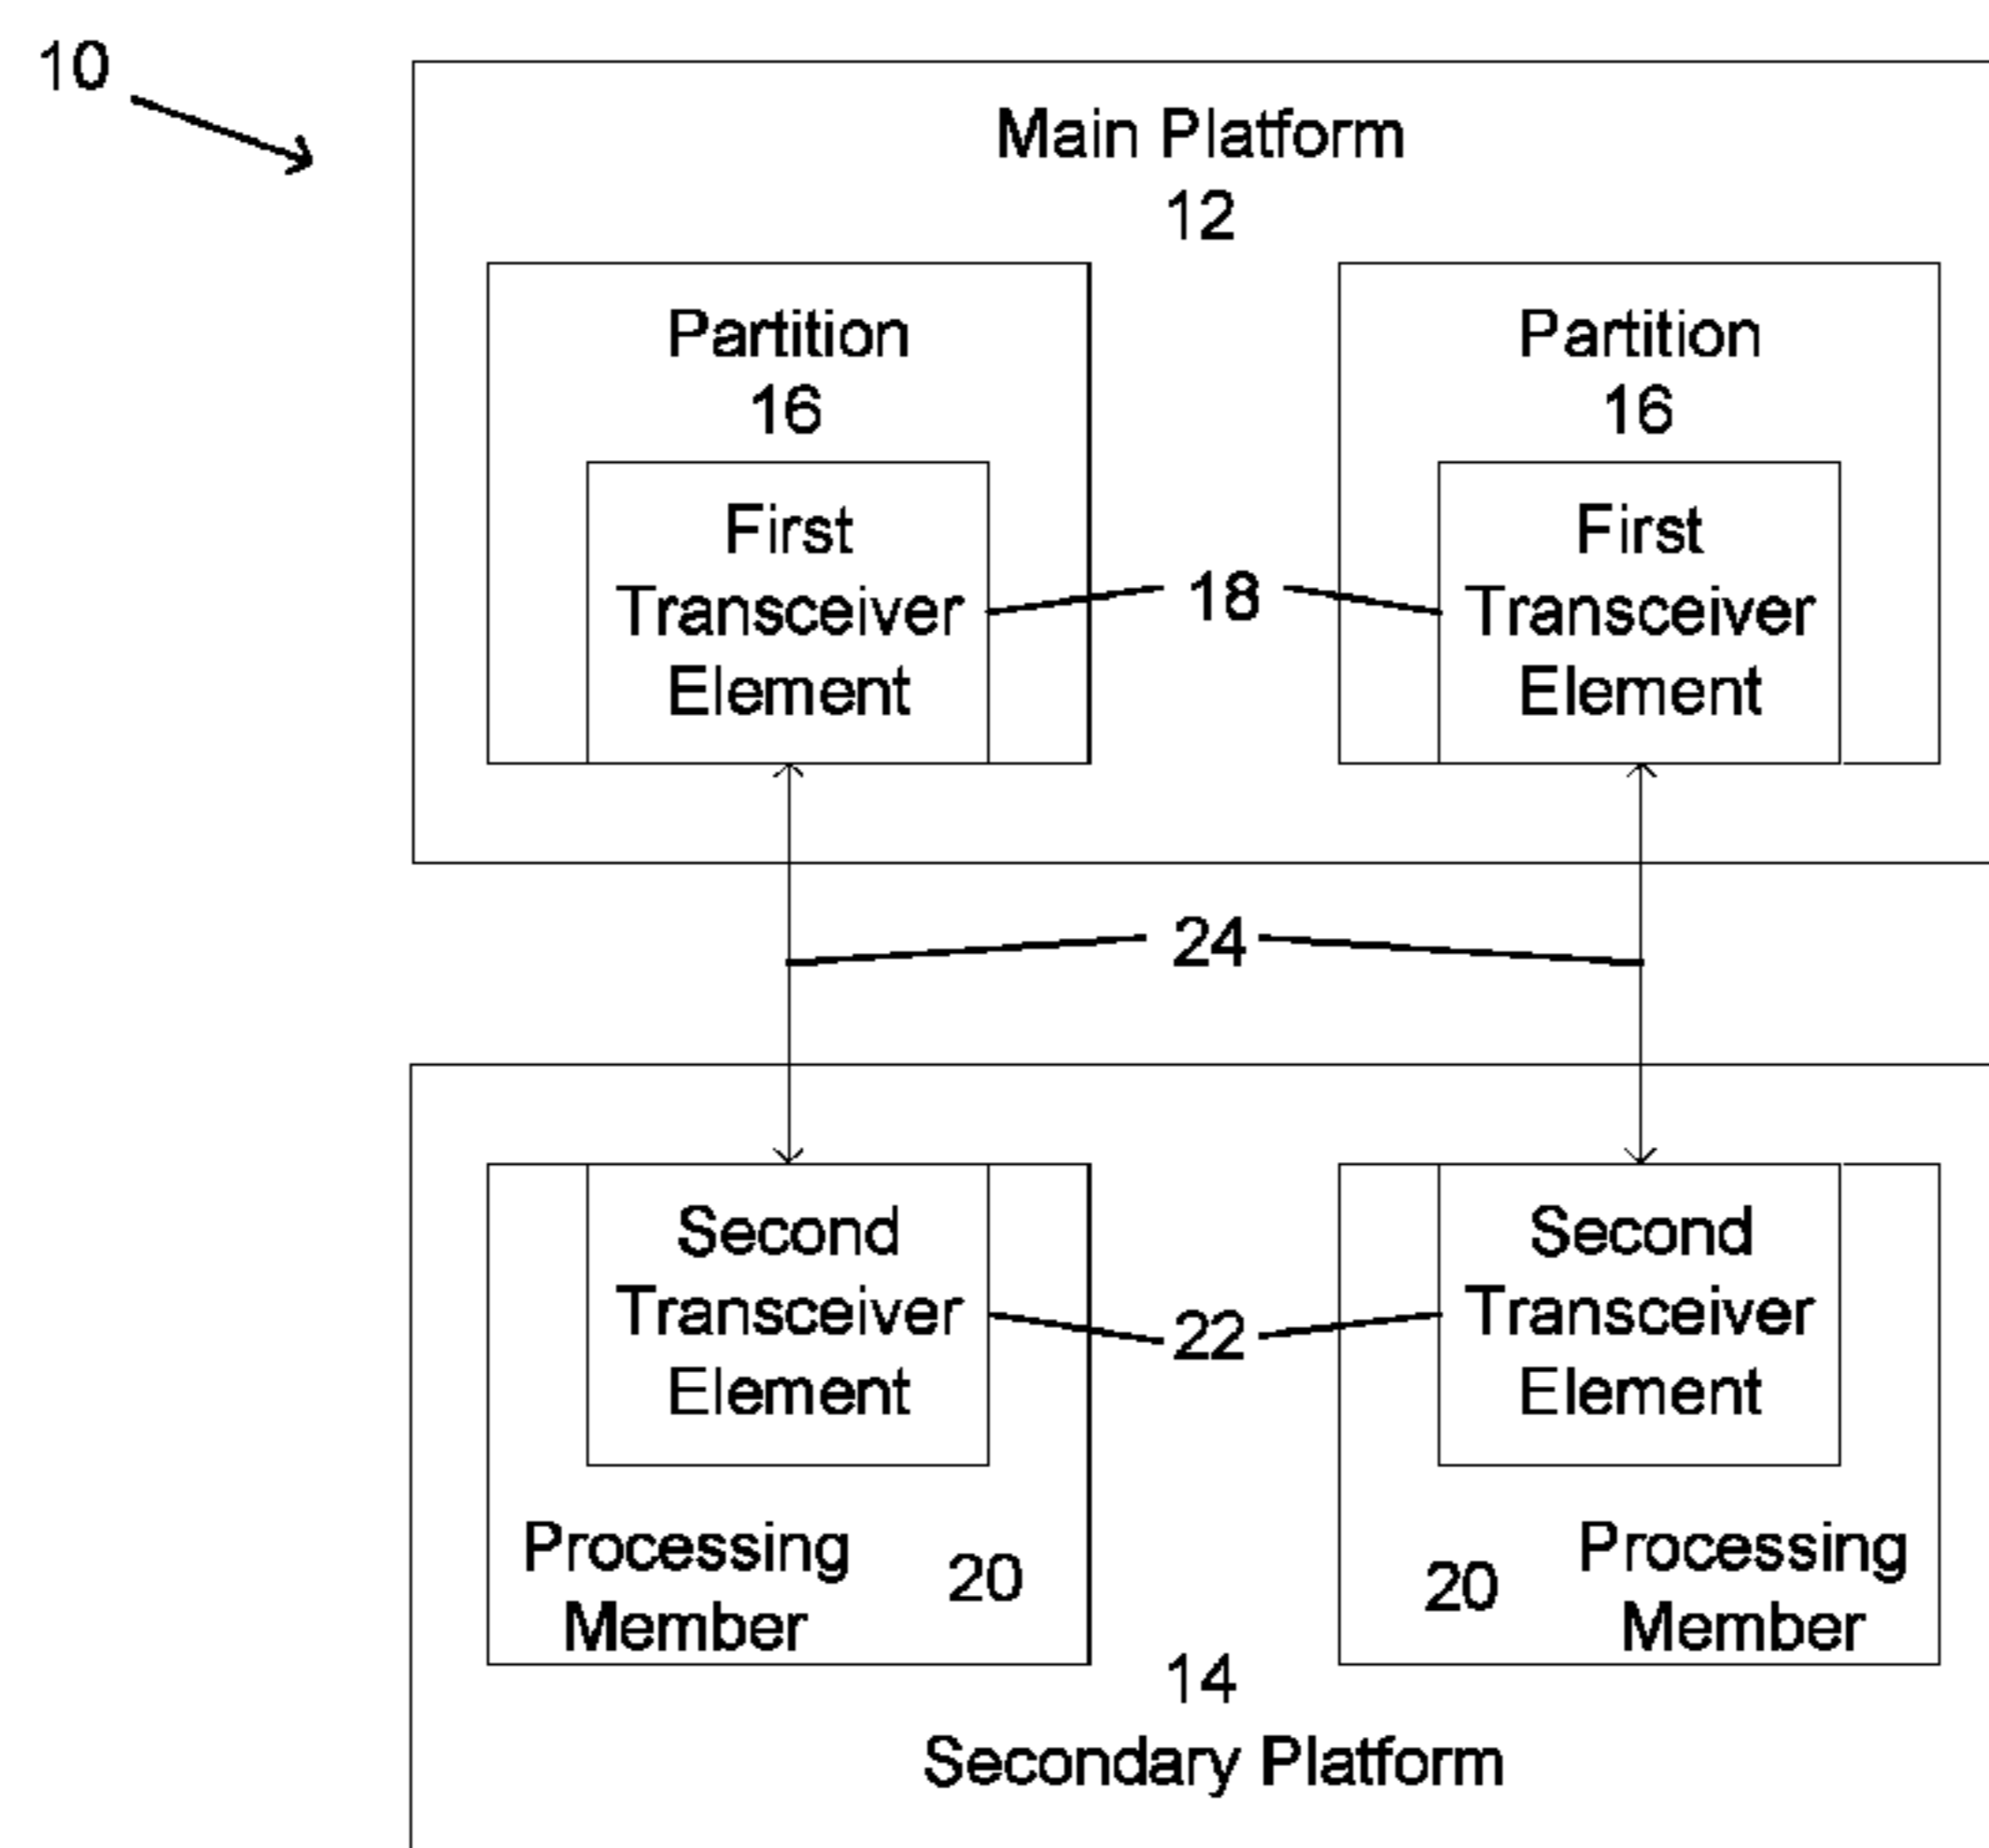 10
Main Platform
12
Partition
16
Partition
16
First
Transceiver
Element
18
First
Transceiver
Element
24
Second
Transceiver
Element
22
Second
Transceiver
Element
Processing
Member
20
20
Processing
Member
14
Secondary Platform